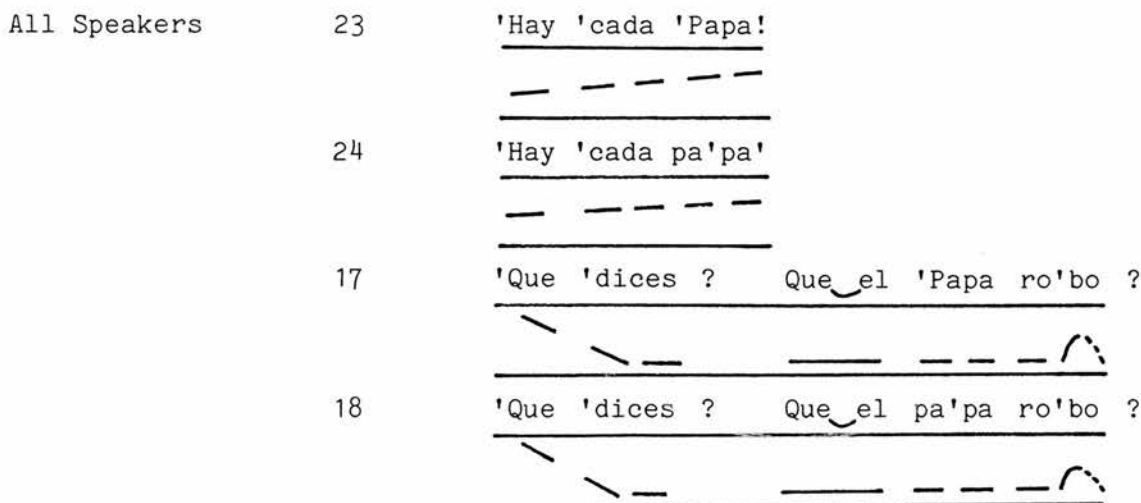 All Speakers 23 'Hay 'cada 'Papa!
24 'Hay 'cada pa'pa'
17 'Que 'dices ? Que‿el 'Papa ro'bo ?
18 'Que 'dices ? Que‿el pa'pa ro'bo ?